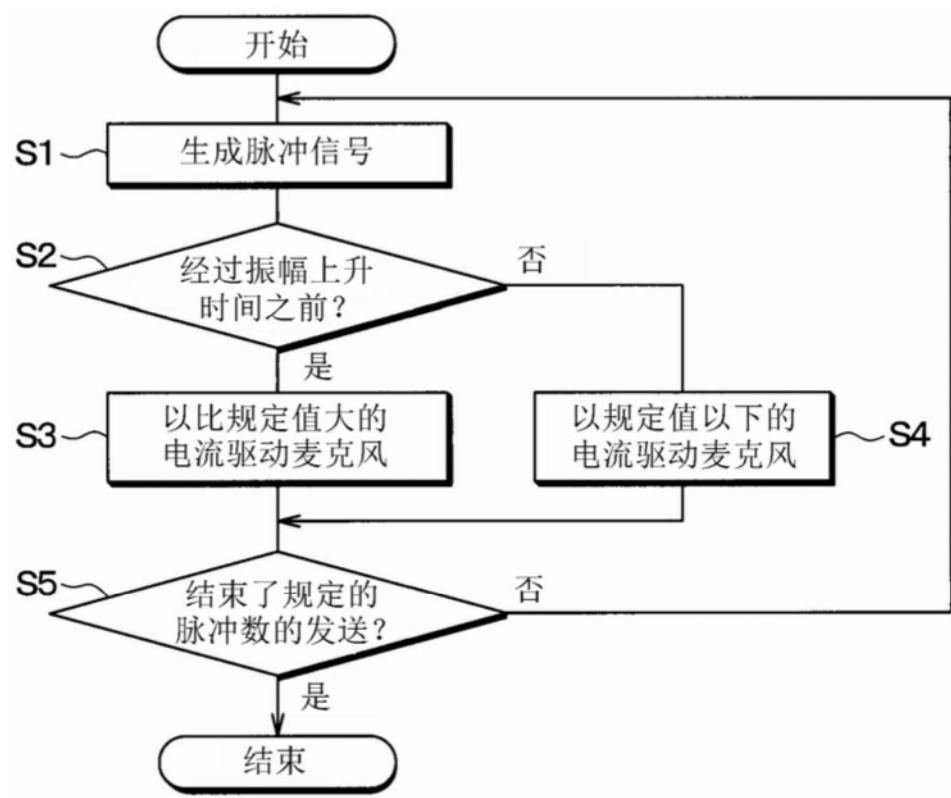 开始
S1
生成脉冲信号
S2
经过振幅上升
时间之前?
否
是
S3
以比规定值大的
电流驱动麦克风
以规定值以下的
电流驱动麦克风
S4
S5
结束了规定的
脉冲数的发送?
否
是
结束